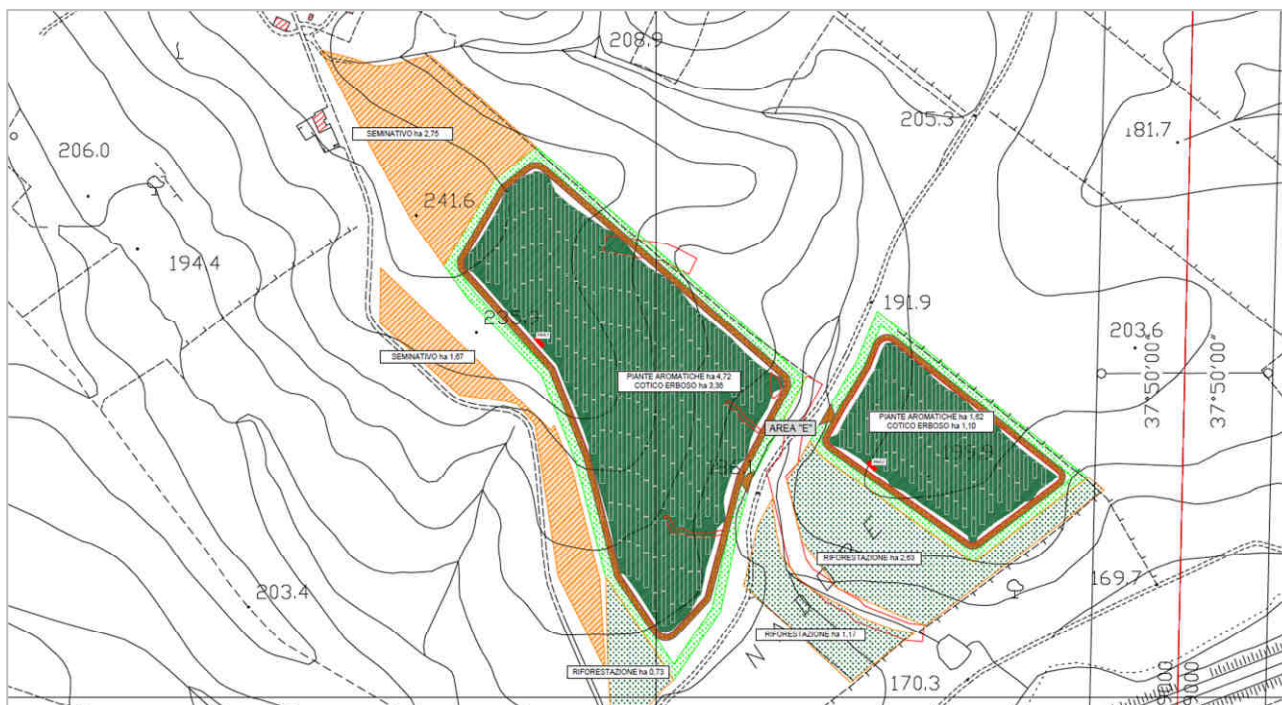 208.9
205.3
181.7
SEMINATIVO ha 2,75
206.0
241.6
194.4
191.9
203.6
37°50'00"
37°50'00"
SEMINATIVO ha 1,67
PIANTE AROMATICHE ha 4,72
COTICO ERBOSO ha 3,36
AREA "E"
PIANTE AROMATICHE ha 1,62
COTICO ERBOSO ha 1,10
RIFORESTAZIONE ha 2,63
203.4
169.7
RIFORESTAZIONE ha 1,17
RIFORESTAZIONE ha 0,73
170.3
9000
9000